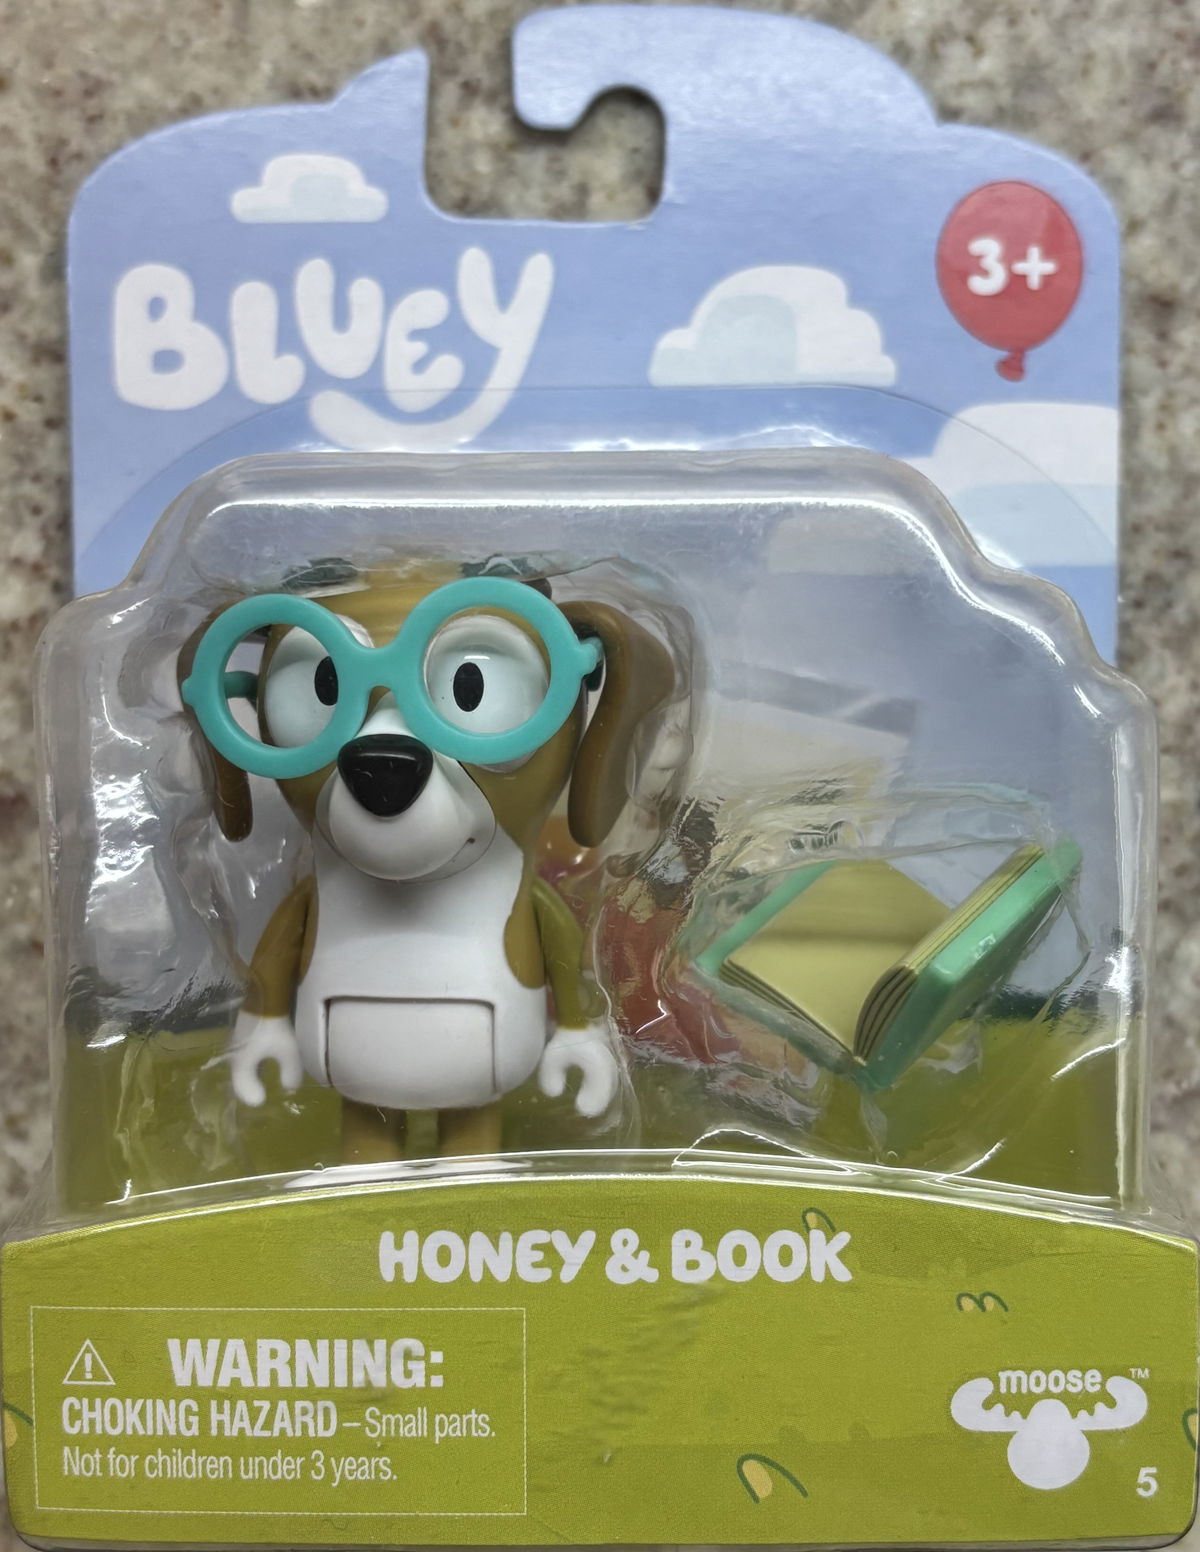 BLUEY
3+
HONEY & BOOK
WARNING:
CHOKING HAZARD – Small parts.
Not for children under 3 years.
moose™
5